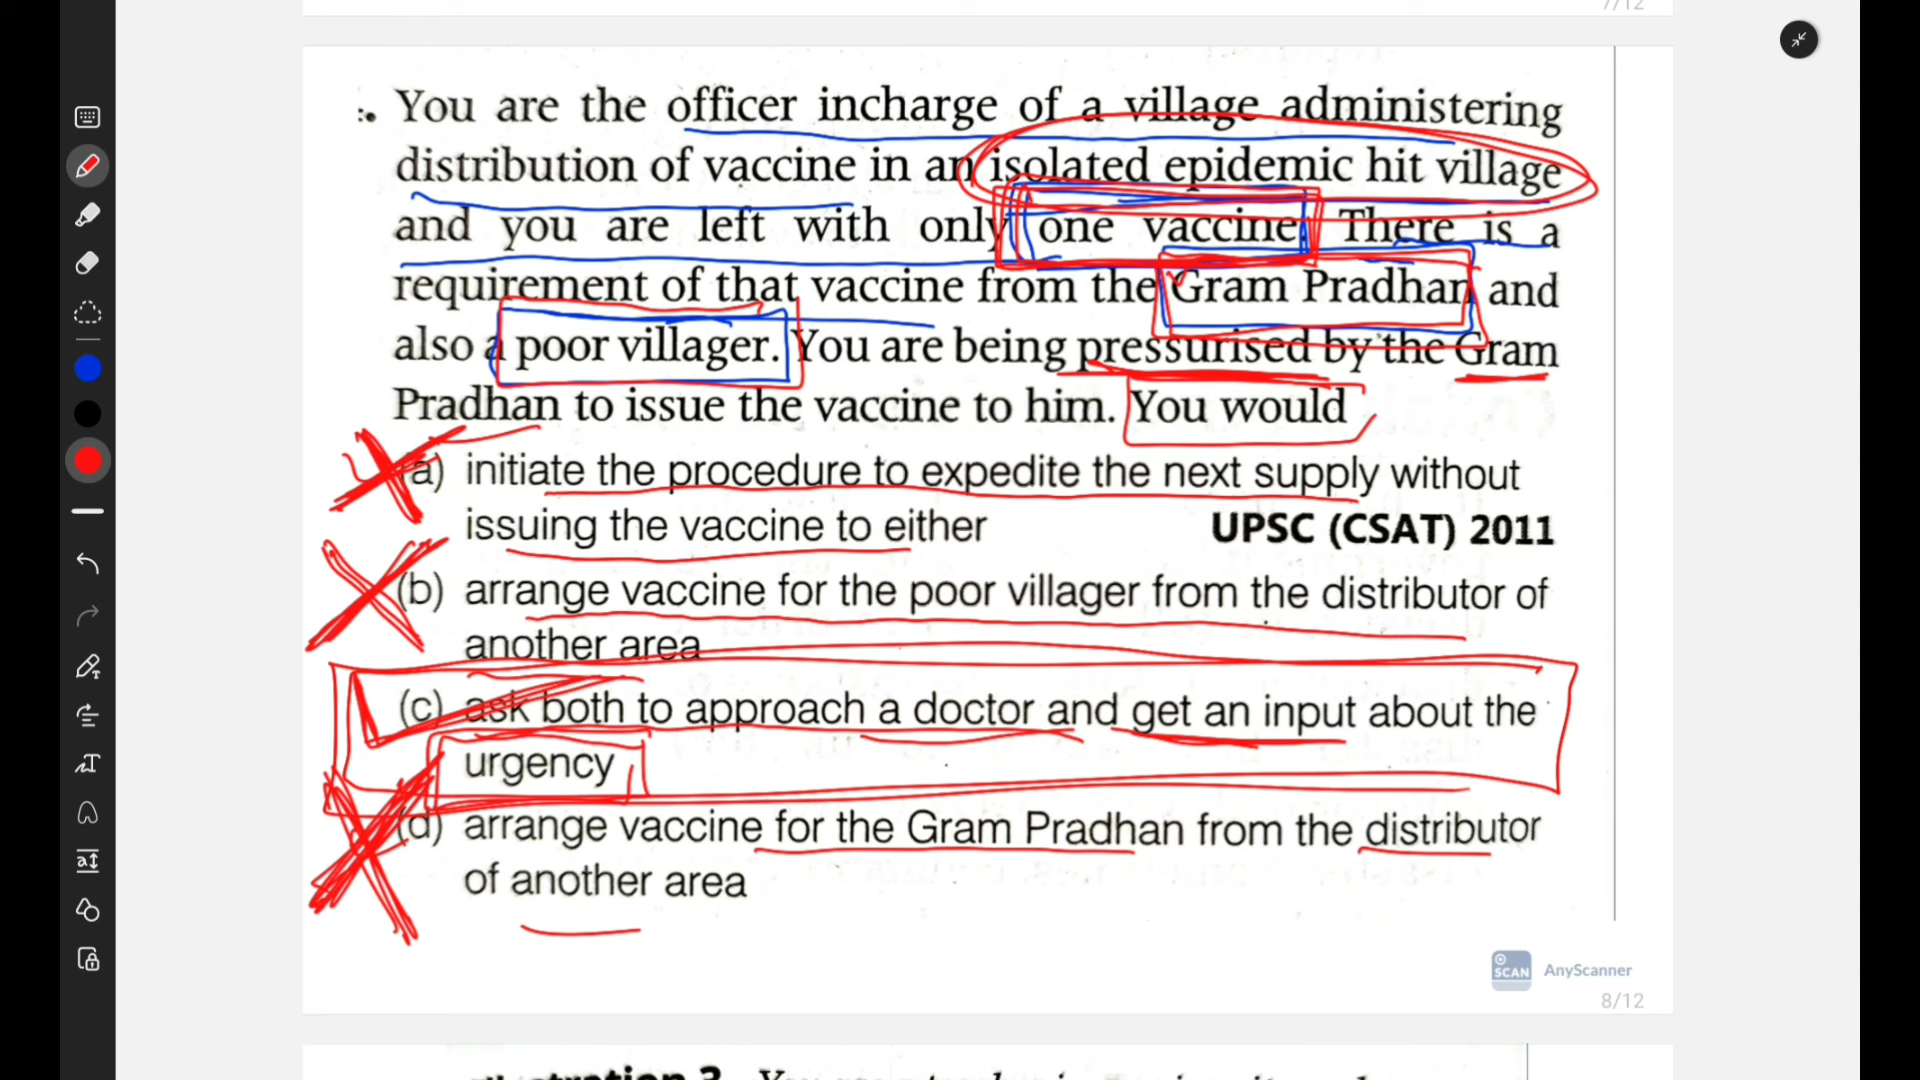 7/12
:. You are the officer incharge of a village administering
distribution of vaccine in an isolated epidemic hit village
and you are left with only one vaccine. There is a
requirement of that vaccine from the Gram Pradhan and
also a poor villager. You are being pressurised by the Gram
Pradhan to issue the vaccine to him. You would
(a) initiate the procedure to expedite the next supply without
issuing the vaccine to either UPSC (CSAT) 2011
(b) arrange vaccine for the poor villager from the distributor of
another area
(c) ask both to approach a doctor and get an input about the
urgency
(d) arrange vaccine for the Gram Pradhan from the distributor
of another area
SCAN AnyScanner
8/12